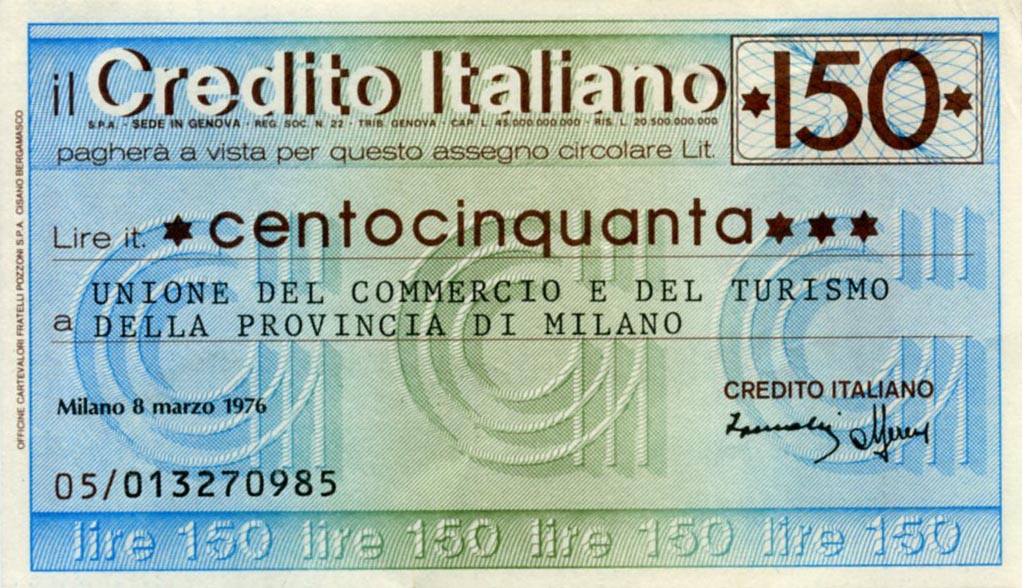 il Credito Italiano
S.P.A. - SEDE IN GENOVA - REG. SOC. N. 22 - TRIB. GENOVA - CAP. L. 45.000.000.000 - RIS. L. 20.500.000.000
150
pagherà a vista per questo assegno circolare Lit.
Lire it. centocinquanta
UNIONE DEL COMMERCIO E DEL TURISMO
a DELLA PROVINCIA DI MILANO
Milano 8 marzo 1976
CREDITO ITALIANO
05/013270985
lire 150 lire 150 lire 150 lire 150
OFFICINE CARTEVALORI FRATELLI POZZONI S.P.A. CISANO BERGAMASCO